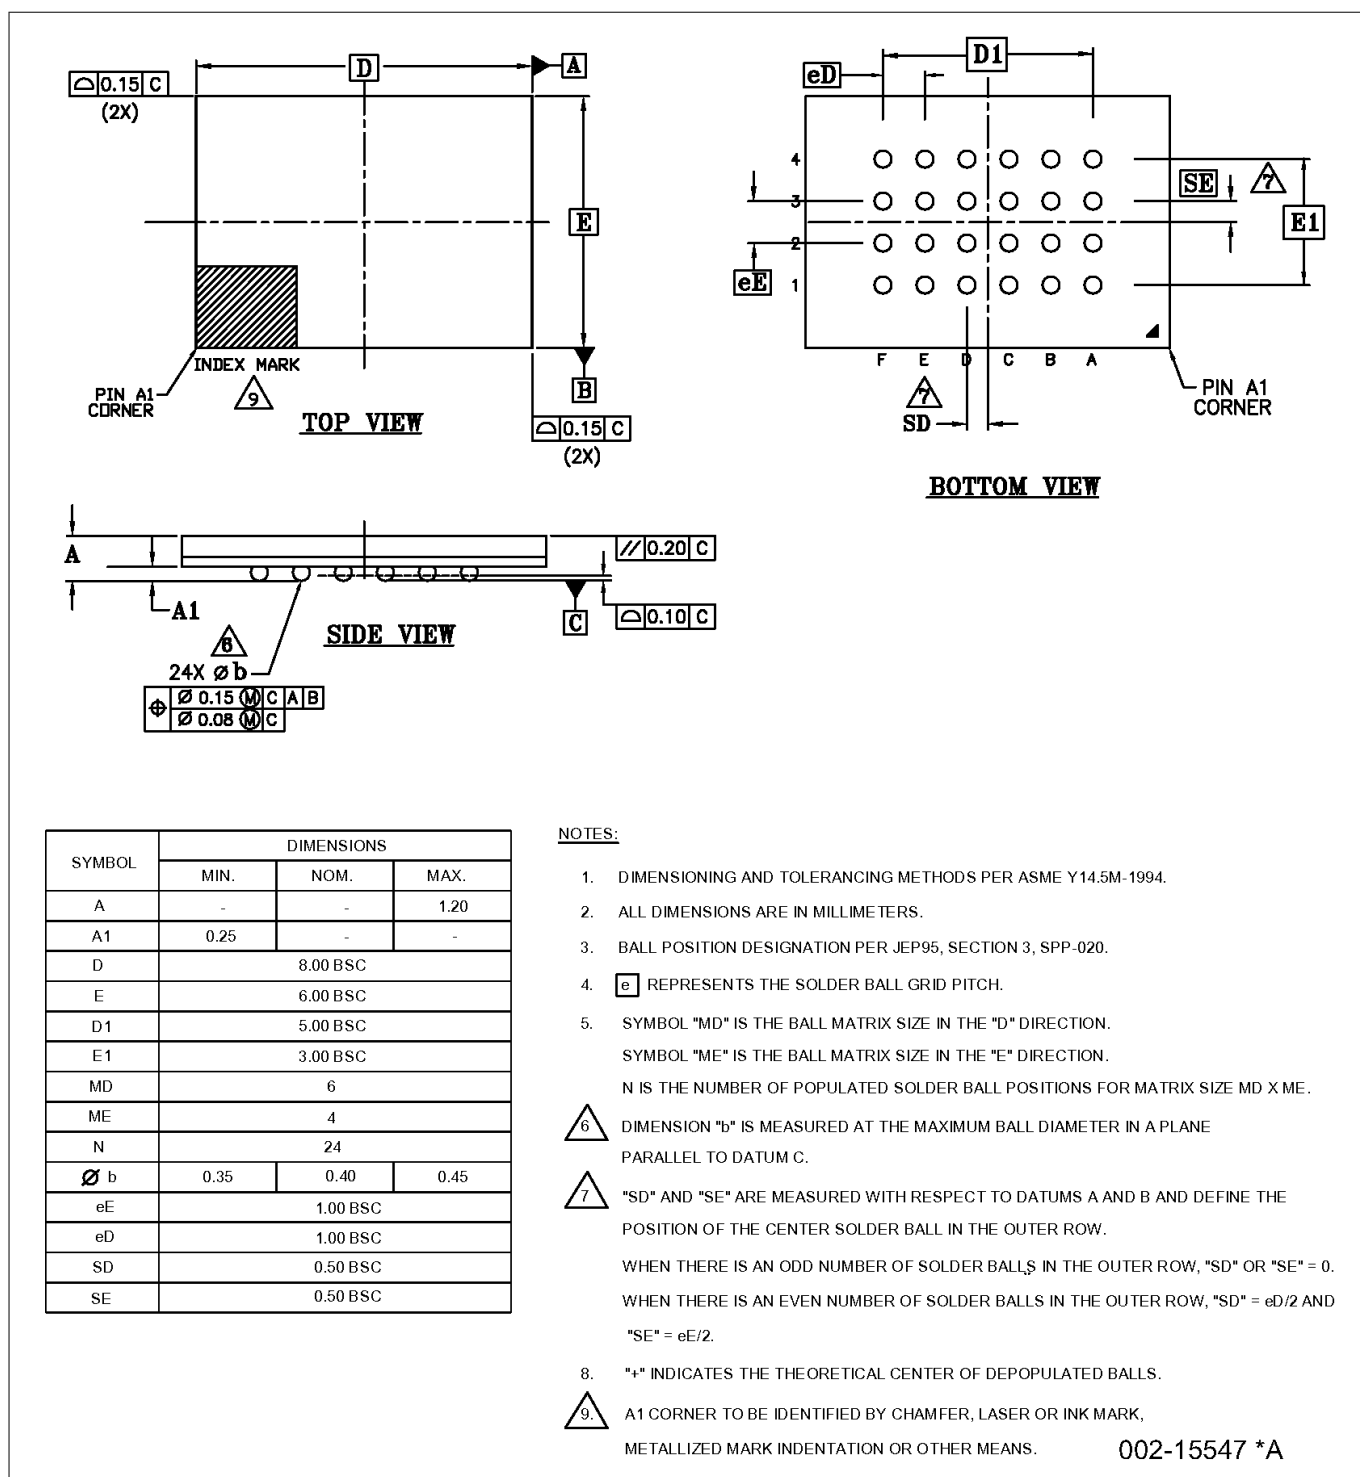 D
A
0.15 C
(2X)
E
INDEX MARK
PIN A1
CORNER
9
B
TOP VIEW
0.15 C
(2X)
D1
eD
4
3
2
1
SE
7
E1
eE
F E D C B A
7
SD
PIN A1
CORNER
BOTTOM VIEW
A
A1
// 0.20 C
C
0.10 C
SIDE VIEW
6
24X Ø b
⌖ Ø 0.15 Ⓜ C A B
Ø 0.08 Ⓜ C
SYMBOL DIMENSIONS
MIN. NOM. MAX.
A - - 1.20
A1 0.25 - -
D 8.00 BSC
E 6.00 BSC
D1 5.00 BSC
E1 3.00 BSC
MD 6
ME 4
N 24
Ø b 0.35 0.40 0.45
eE 1.00 BSC
eD 1.00 BSC
SD 0.50 BSC
SE 0.50 BSC
NOTES:
1. DIMENSIONING AND TOLERANCING METHODS PER ASME Y14.5M-1994.
2. ALL DIMENSIONS ARE IN MILLIMETERS.
3. BALL POSITION DESIGNATION PER JEP95, SECTION 3, SPP-020.
4. e REPRESENTS THE SOLDER BALL GRID PITCH.
5. SYMBOL "MD" IS THE BALL MATRIX SIZE IN THE "D" DIRECTION.
SYMBOL "ME" IS THE BALL MATRIX SIZE IN THE "E" DIRECTION.
N IS THE NUMBER OF POPULATED SOLDER BALL POSITIONS FOR MATRIX SIZE MD X ME.
6 DIMENSION "b" IS MEASURED AT THE MAXIMUM BALL DIAMETER IN A PLANE
PARALLEL TO DATUM C.
7 "SD" AND "SE" ARE MEASURED WITH RESPECT TO DATUMS A AND B AND DEFINE THE
POSITION OF THE CENTER SOLDER BALL IN THE OUTER ROW.
WHEN THERE IS AN ODD NUMBER OF SOLDER BALLS IN THE OUTER ROW, "SD" OR "SE" = 0.
WHEN THERE IS AN EVEN NUMBER OF SOLDER BALLS IN THE OUTER ROW, "SD" = eD/2 AND
"SE" = eE/2.
8. "+" INDICATES THE THEORETICAL CENTER OF DEPOPULATED BALLS.
9. A1 CORNER TO BE IDENTIFIED BY CHAMFER, LASER OR INK MARK,
METALLIZED MARK INDENTATION OR OTHER MEANS.
002-15547 *A